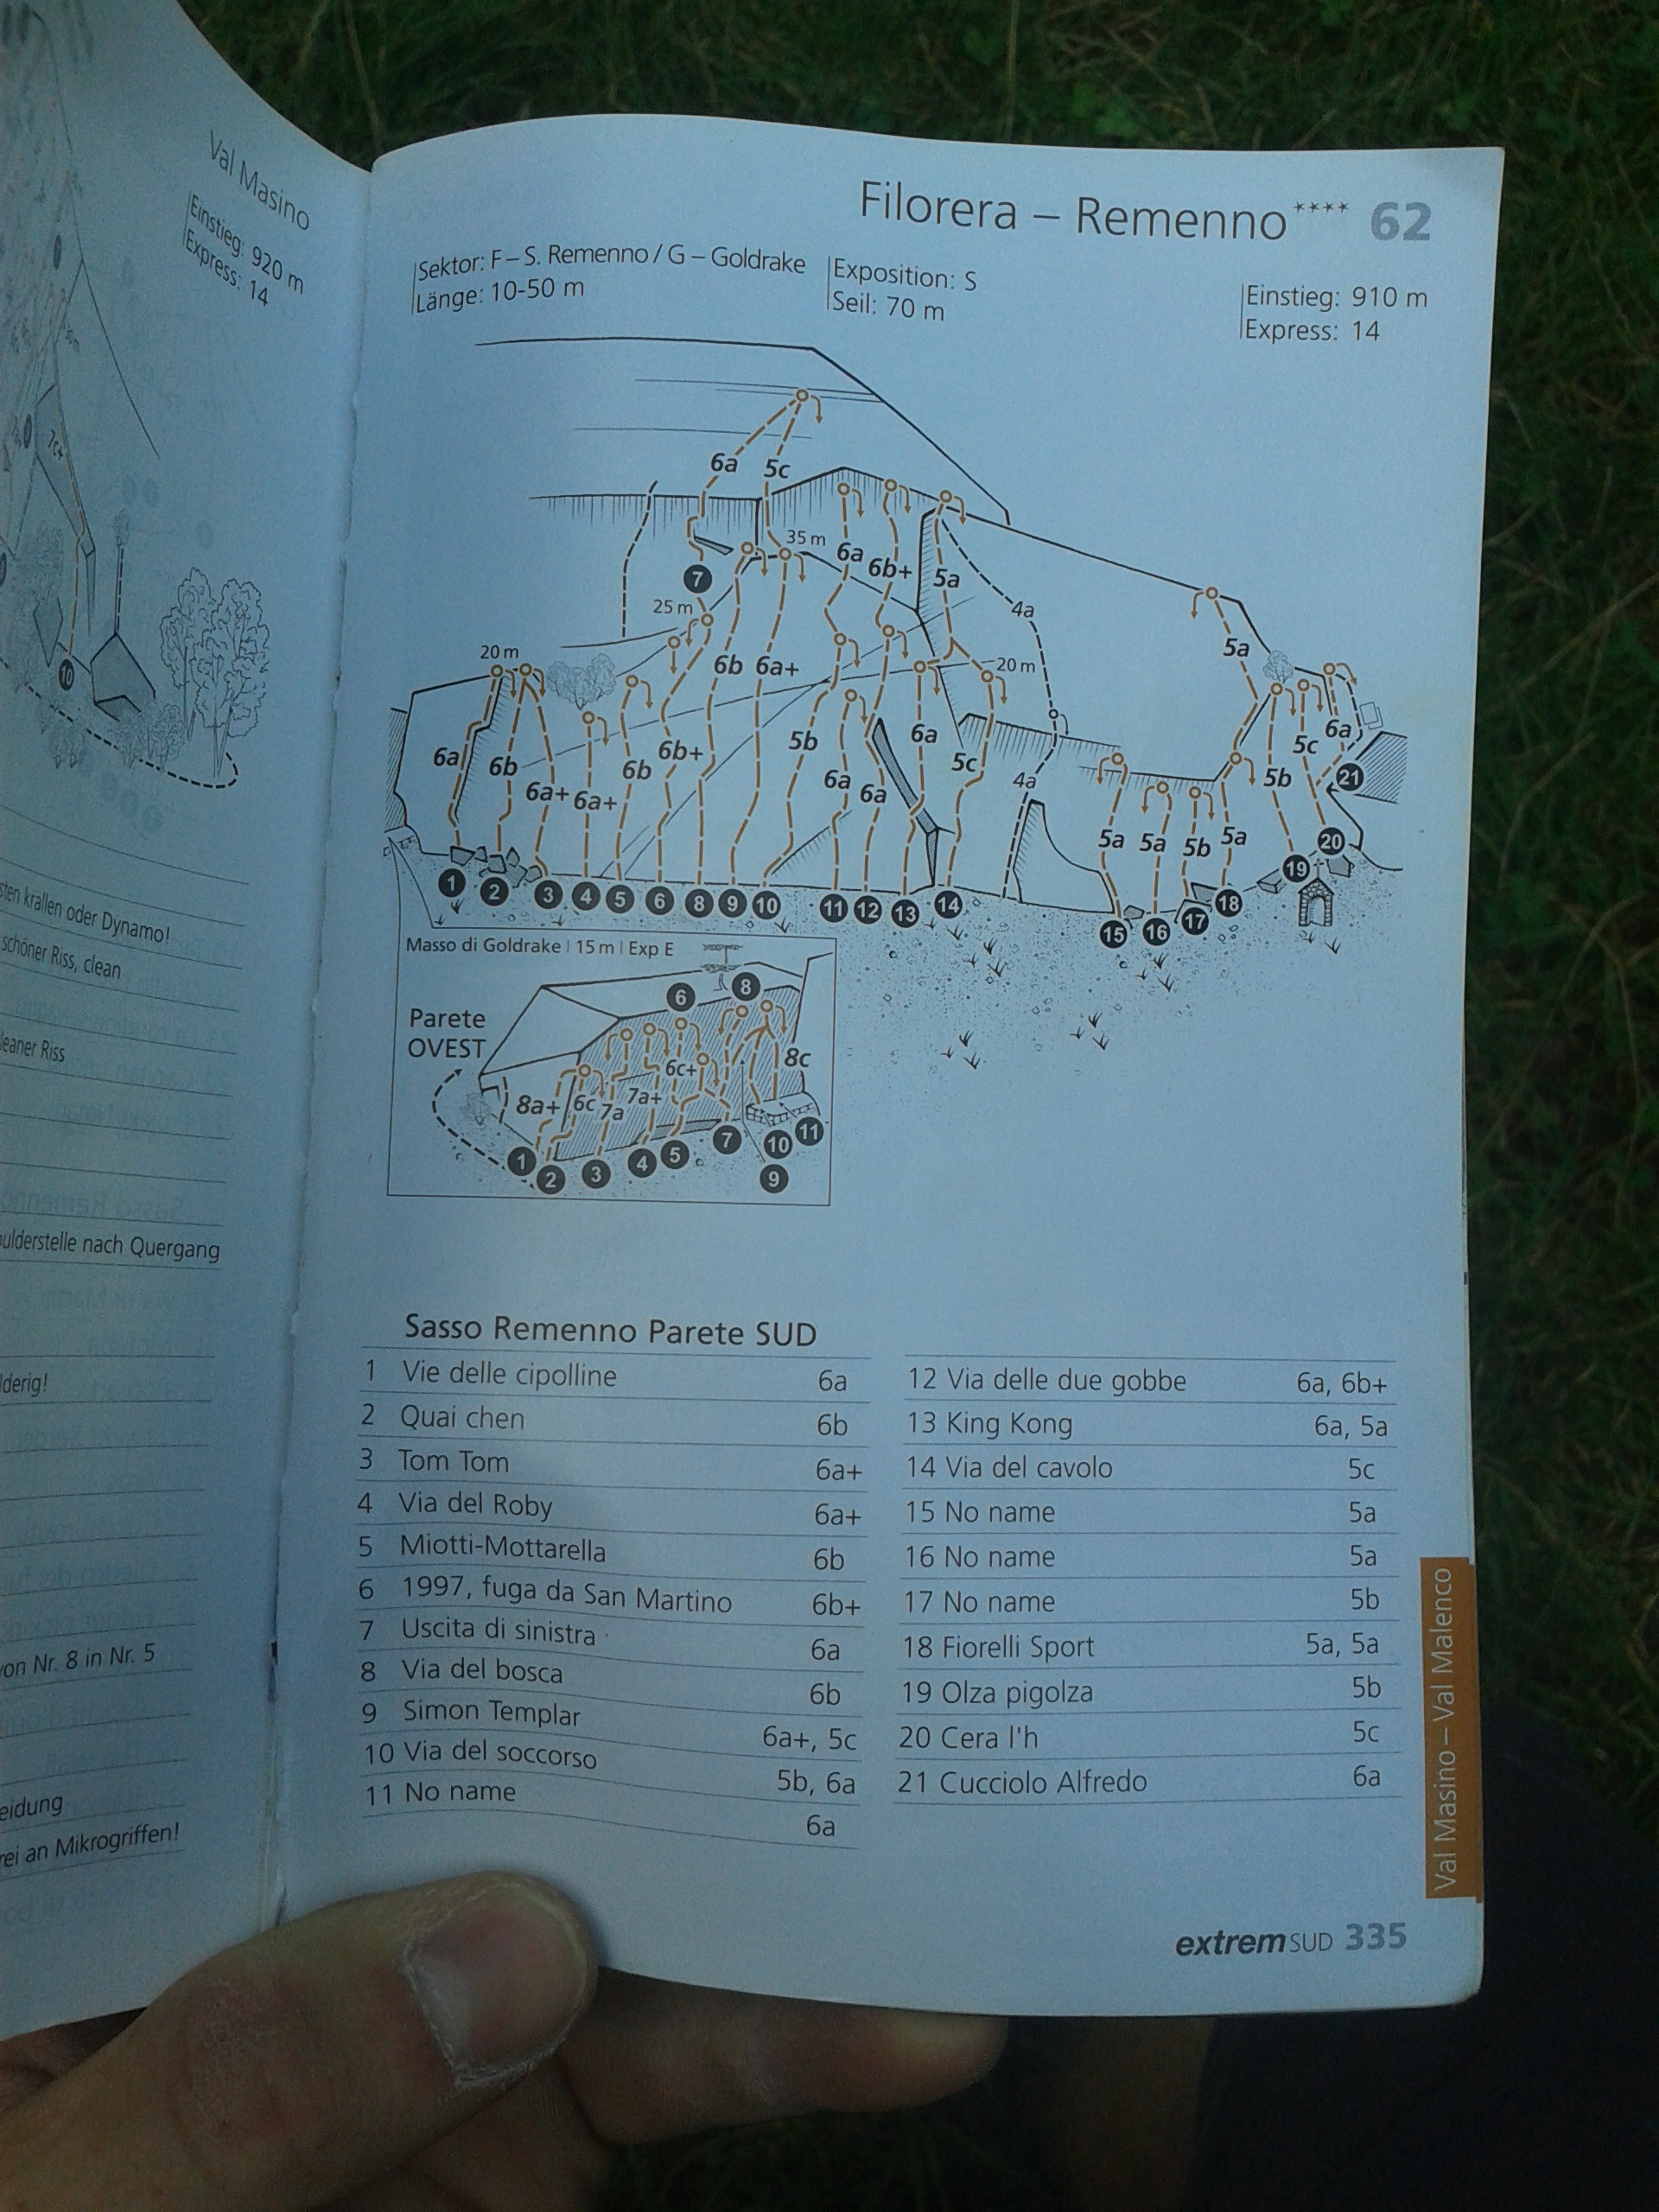 Val Masino
Einstieg: 920 m
Express: 14
30 m
7c+
10
sten krallen oder Dynamo!
schöner Riss, clean
leaner Riss
ulderstelle nach Quergang
lderig!
von Nr. 8 in Nr. 5
eidung
rei an Mikrogriffen!
Filorera – Remenno**** 62
Sektor: F – S. Remenno / G – Goldrake
Länge: 10-50 m
Exposition: S
Seil: 70 m
Einstieg: 910 m
Express: 14
6a 5c
35 m 6a 6b+ 5a
7
25 m
4a
20 m
6b 6a+
20 m
5a
6a 6b 6a+ 6a+ 6b 6b+ 5b 6a 6a 6a 5c 4a
5a 5a 5b 5a 5b 5c 6a
21
1 2 3 4 5 6 8 9 10 11 12 13 14 15 16 17 18 19 20
Masso di Goldrake | 15 m | Exp E
Parete
OVEST
6 8
8a+ 6c 7a 7a+ 6c+ 8c
1 2 3 4 5 7 10 11
9
Sasso Remenno Parete SUD
1 Vie delle cipolline 6a
2 Quai chen 6b
3 Tom Tom 6a+
4 Via del Roby 6a+
5 Miotti-Mottarella 6b
6 1997, fuga da San Martino 6b+
7 Uscita di sinistra 6a
8 Via del bosca 6b
9 Simon Templar 6a+, 5c
10 Via del soccorso 5b, 6a
11 No name 6a
12 Via delle due gobbe 6a, 6b+
13 King Kong 6a, 5a
14 Via del cavolo 5c
15 No name 5a
16 No name 5a
17 No name 5b
18 Fiorelli Sport 5a, 5a
19 Olza pigolza 5b
20 Cera l'h 5c
21 Cucciolo Alfredo 6a
Val Masino – Val Malenco
extremSUD 335